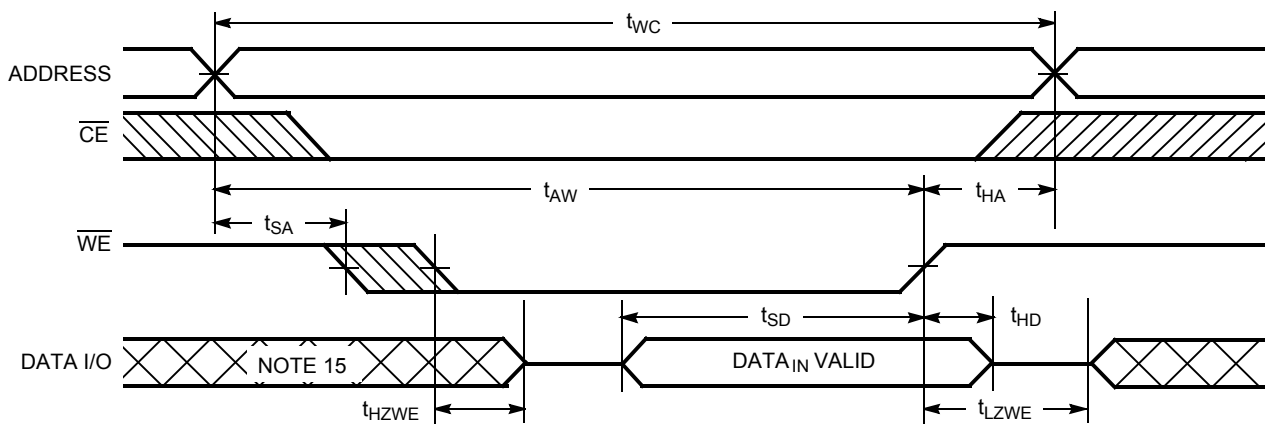 tWC
ADDRESS
CE
tAW
tHA
tSA
WE
tSD
tHD
DATA I/O
NOTE 15
DATAIN VALID
tHZWE
tLZWE